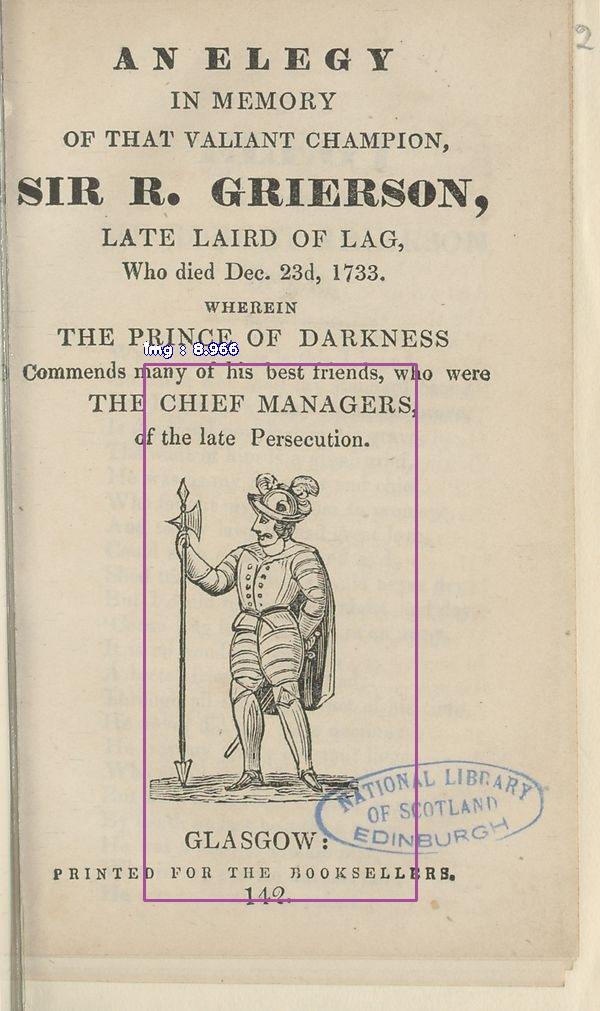 2
AN ELEGY
IN MEMORY
OF THAT VALIANT CHAMPION,
SIR R. GRIERSON,
LATE LAIRD OF LAG,
Who died Dec. 23d, 1733.
WHEREIN
THE PRINCE OF DARKNESS
img : 8.966
Commends many of his best friends, who were
THE CHIEF MANAGERS,
of the late Persecution.
NATIONAL LIBRARY
OF SCOTLAND
EDINBURGH
GLASGOW:
PRINTED FOR THE BOOKSELLERS.
142.